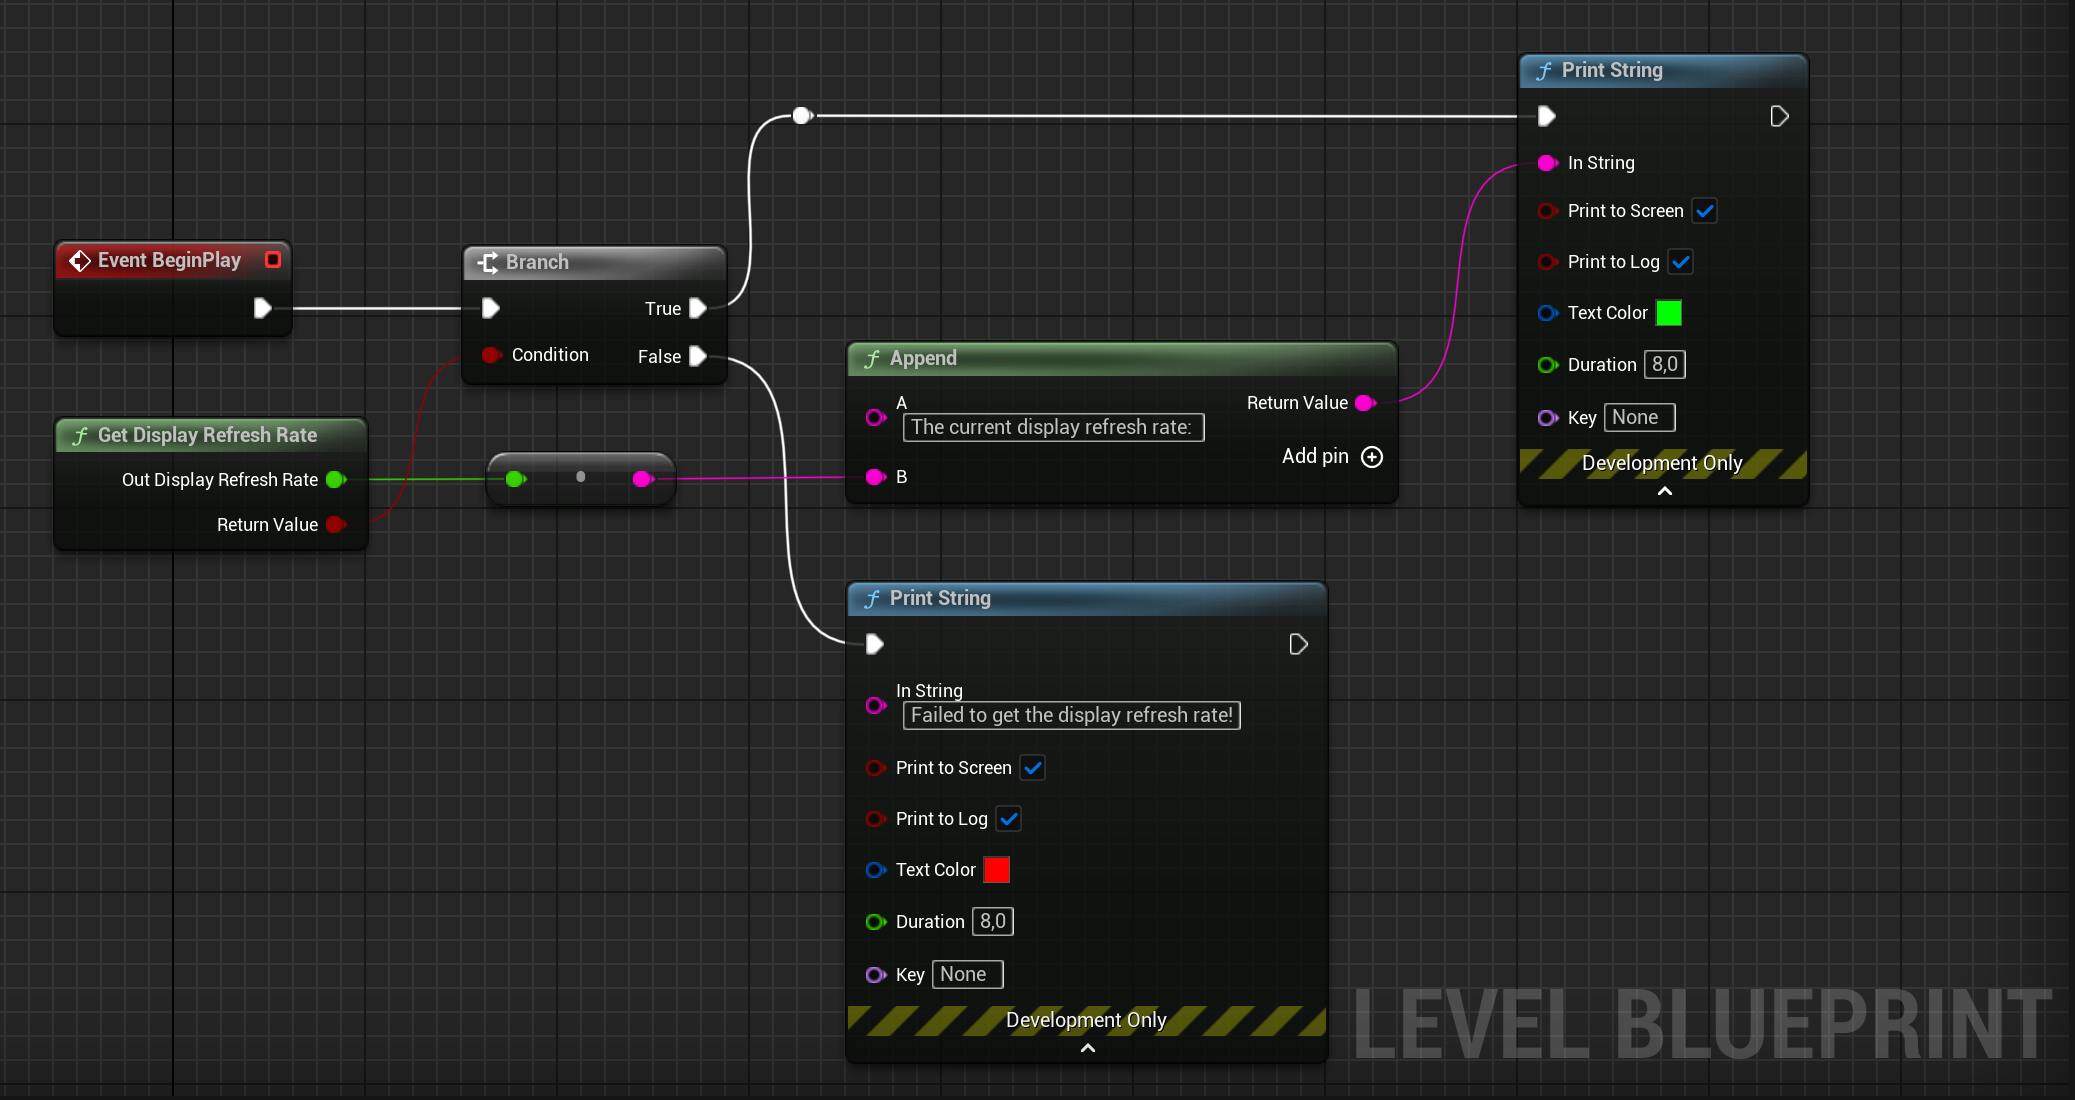 Event BeginPlay
Get Display Refresh Rate
Out Display Refresh Rate
Return Value
Branch
True
Condition
False
Append
A
The current display refresh rate:
Return Value
Add pin
B
Print String
In String
Print to Screen
Print to Log
Text Color
Duration 8,0
Key None
Development Only
Print String
In String
Failed to get the display refresh rate!
Print to Screen
Print to Log
Text Color
Duration 8,0
Key None
Development Only
LEVEL BLUEPRINT